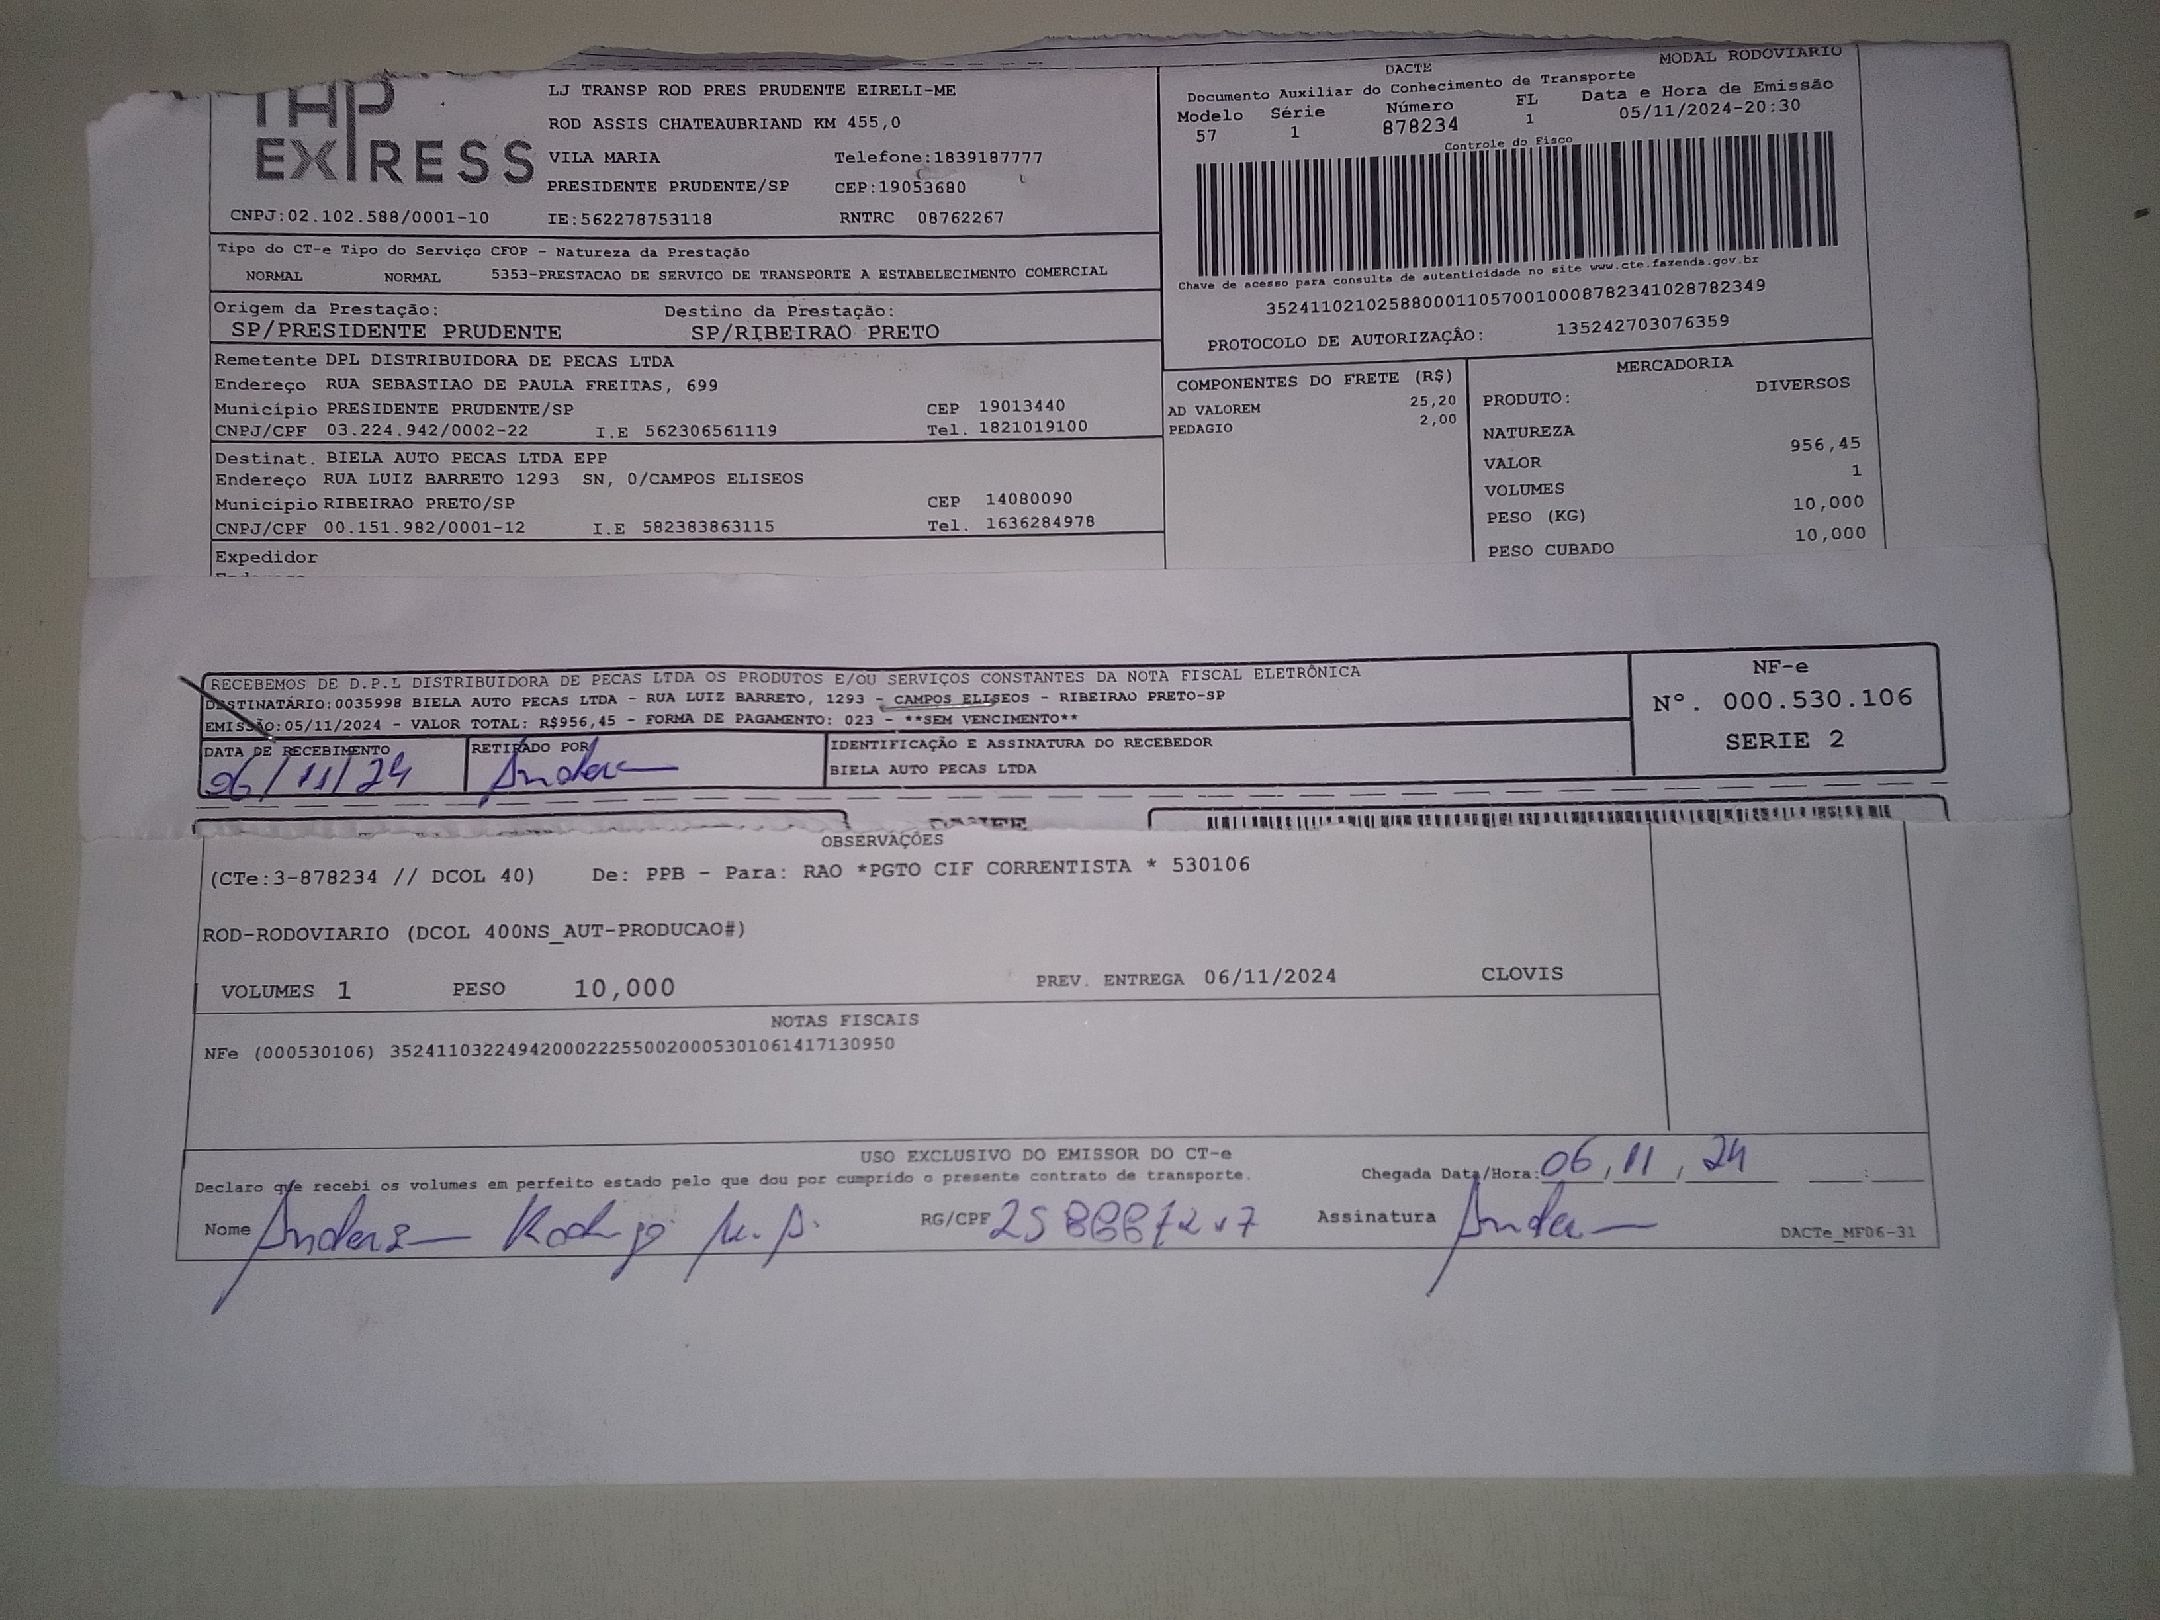 TAP
EXPRESS
LJ TRANSP ROD PRES PRUDENTE EIRELI-ME
ROD ASSIS CHATEAUBRIAND KM 455,0
VILA MARIA Telefone:1839187777
PRESIDENTE PRUDENTE/SP CEP:19053680
CNPJ:02.102.588/0001-10 IE:562278753118 RNTRC 08762267
DACTE MODAL RODOVIARIO
Documento Auxiliar do Conhecimento de Transporte
Modelo Série Número FL Data e Hora de Emissão
57 1 878234 1 05/11/2024-20:30
Controle do Fisco
Chave de acesso para consulta de autenticidade no site www.cte.fazenda.gov.br
35241102102588000110570010008782341028782349
PROTOCOLO DE AUTORIZAÇÂO: 135242703076359
Tipo do CT-e Tipo do Serviço CFOP - Natureza da Prestação
NORMAL NORMAL 5353-PRESTACAO DE SERVICO DE TRANSPORTE A ESTABELECIMENTO COMERCIAL
Origem da Prestação: Destino da Prestação:
SP/PRESIDENTE PRUDENTE SP/RIBEIRAO PRETO
Remetente DPL DISTRIBUIDORA DE PECAS LTDA
Endereço RUA SEBASTIAO DE PAULA FREITAS, 699
Município PRESIDENTE PRUDENTE/SP CEP 19013440
CNPJ/CPF 03.224.942/0002-22 I.E 562306561119 Tel. 1821019100
Destinat. BIELA AUTO PECAS LTDA EPP
Endereço RUA LUIZ BARRETO 1293 SN, 0/CAMPOS ELISEOS
Município RIBEIRAO PRETO/SP CEP 14080090
CNPJ/CPF 00.151.982/0001-12 I.E 582383863115 Tel. 1636284978
Expedidor
COMPONENTES DO FRETE (R$)
AD VALOREM 25,20
PEDAGIO 2,00
MERCADORIA
PRODUTO: DIVERSOS
NATUREZA
VALOR 956,45
VOLUMES 1
PESO (KG) 10,000
PESO CUBADO 10,000
RECEBEMOS DE D.P.L DISTRIBUIDORA DE PECAS LTDA OS PRODUTOS E/OU SERVIÇOS CONSTANTES DA NOTA FISCAL ELETRÔNICA
DESTINATÁRIO:0035998 BIELA AUTO PECAS LTDA - RUA LUIZ BARRETO, 1293 - CAMPOS ELISEOS - RIBEIRAO PRETO-SP
EMISSÃO:05/11/2024 - VALOR TOTAL: R$956,45 - FORMA DE PAGAMENTO: 023 - **SEM VENCIMENTO**
NF-e
Nº. 000.530.106
SERIE 2
DATA DE RECEBIMENTO RETIRADO POR IDENTIFICAÇÃO E ASSINATURA DO RECEBEDOR
06/11/24 BIELA AUTO PECAS LTDA
OBSERVAÇÕES
(CTe:3-878234 // DCOL 40) De: PPB - Para: RAO *PGTO CIF CORRENTISTA * 530106
ROD-RODOVIARIO (DCOL 400NS_AUT-PRODUCAO#)
VOLUMES 1 PESO 10,000 PREV. ENTREGA 06/11/2024 CLOVIS
NOTAS FISCAIS
NFe (000530106) 35241103224942000222550020005301061417130950
USO EXCLUSIVO DO EMISSOR DO CT-e
Declaro que recebi os volumes em perfeito estado pelo que dou por cumprido o presente contrato de transporte. Chegada Data/Hora: 06, 11, 24 :
Nome Anderson Rodrigo RG/CPF Assinatura DACTe_MF06-31